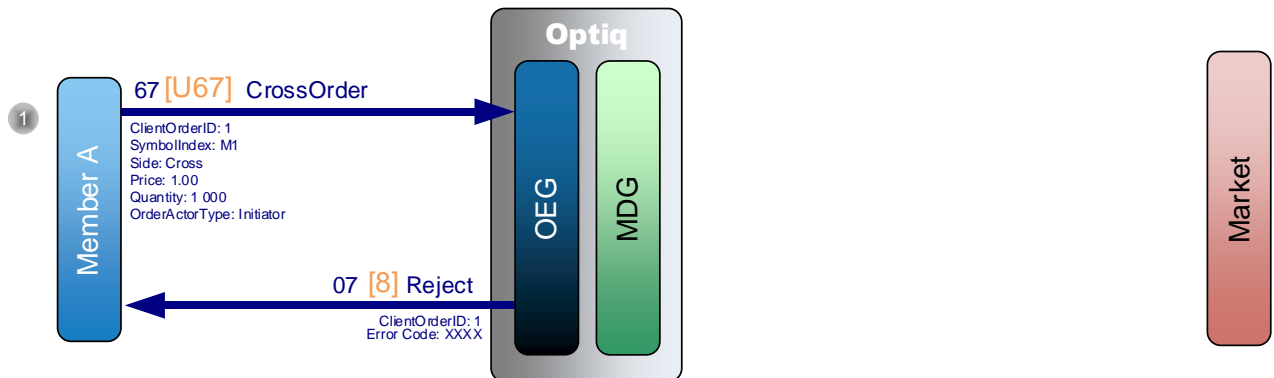 Optiq
67 [U67] CrossOrder
1
ClientOrderID: 1
SymbolIndex: M1
Side: Cross
Price: 1.00
Quantity: 1 000
OrderActorType: Initiator
Member A
OEG
MDG
Market
07 [8] Reject
ClientOrderID: 1
Error Code: XXXX